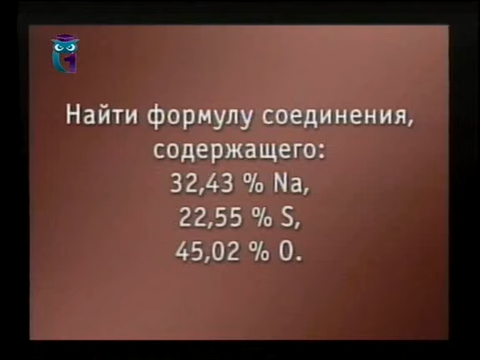 Найти формулу соединения,
содержащего:
32,43 % Na,
22,55 % S,
45,02 % O.